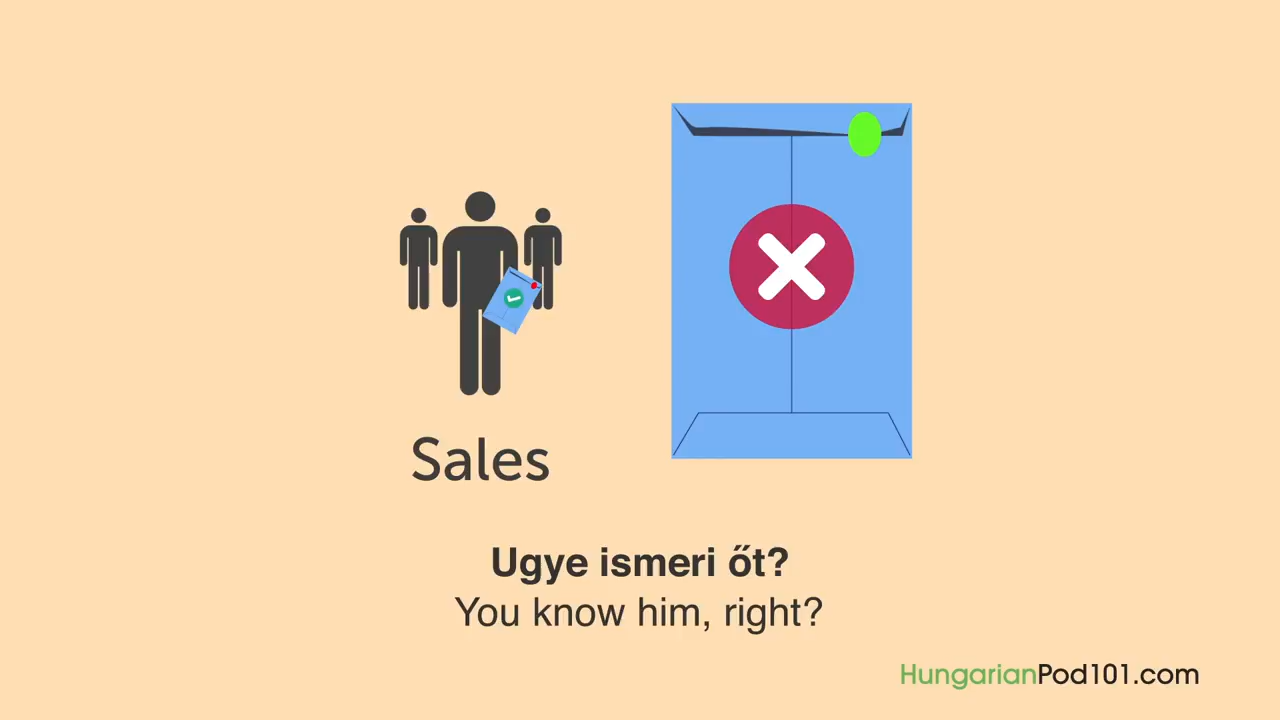 Sales
Ugye ismeri őt?
You know him, right?
HungarianPod101.com